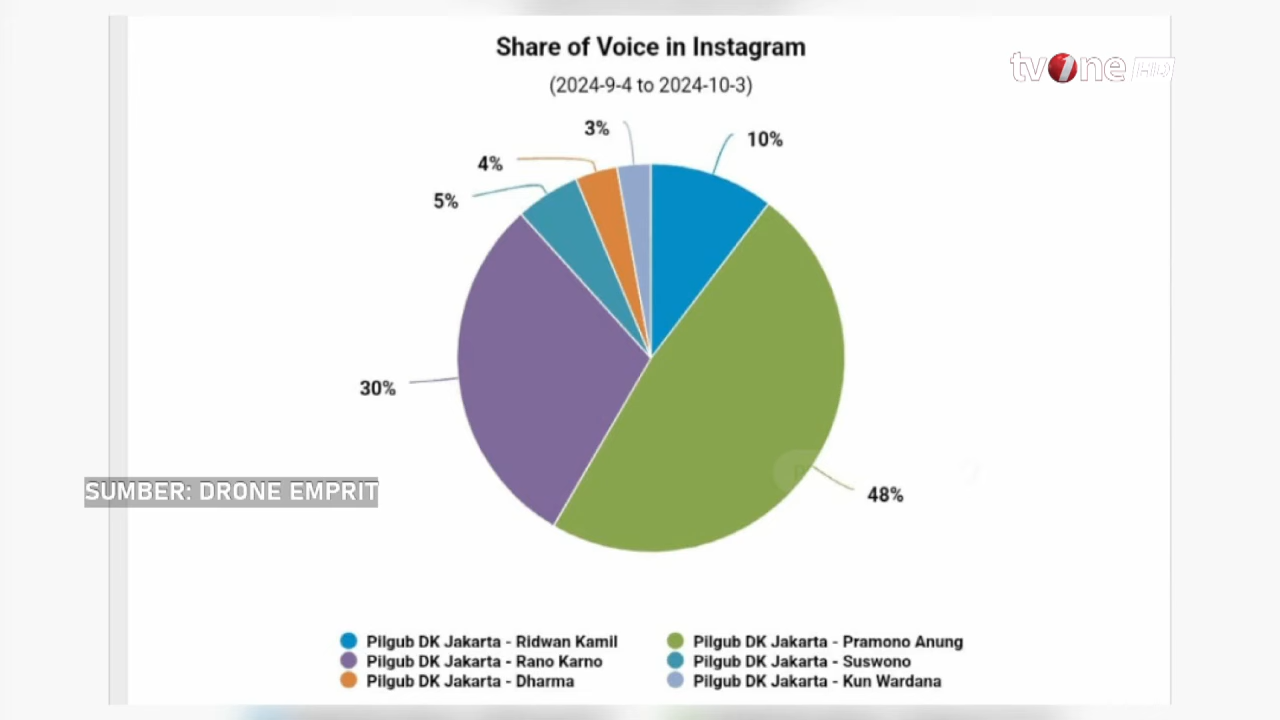 Share of Voice in Instagram
(2024-9-4 to 2024-10-3)
tvOne HD
3%
10%
4%
5%
30%
48%
SUMBER: DRONE EMPRIT
Pilgub DK Jakarta - Ridwan Kamil
Pilgub DK Jakarta - Pramono Anung
Pilgub DK Jakarta - Rano Karno
Pilgub DK Jakarta - Suswono
Pilgub DK Jakarta - Dharma
Pilgub DK Jakarta - Kun Wardana